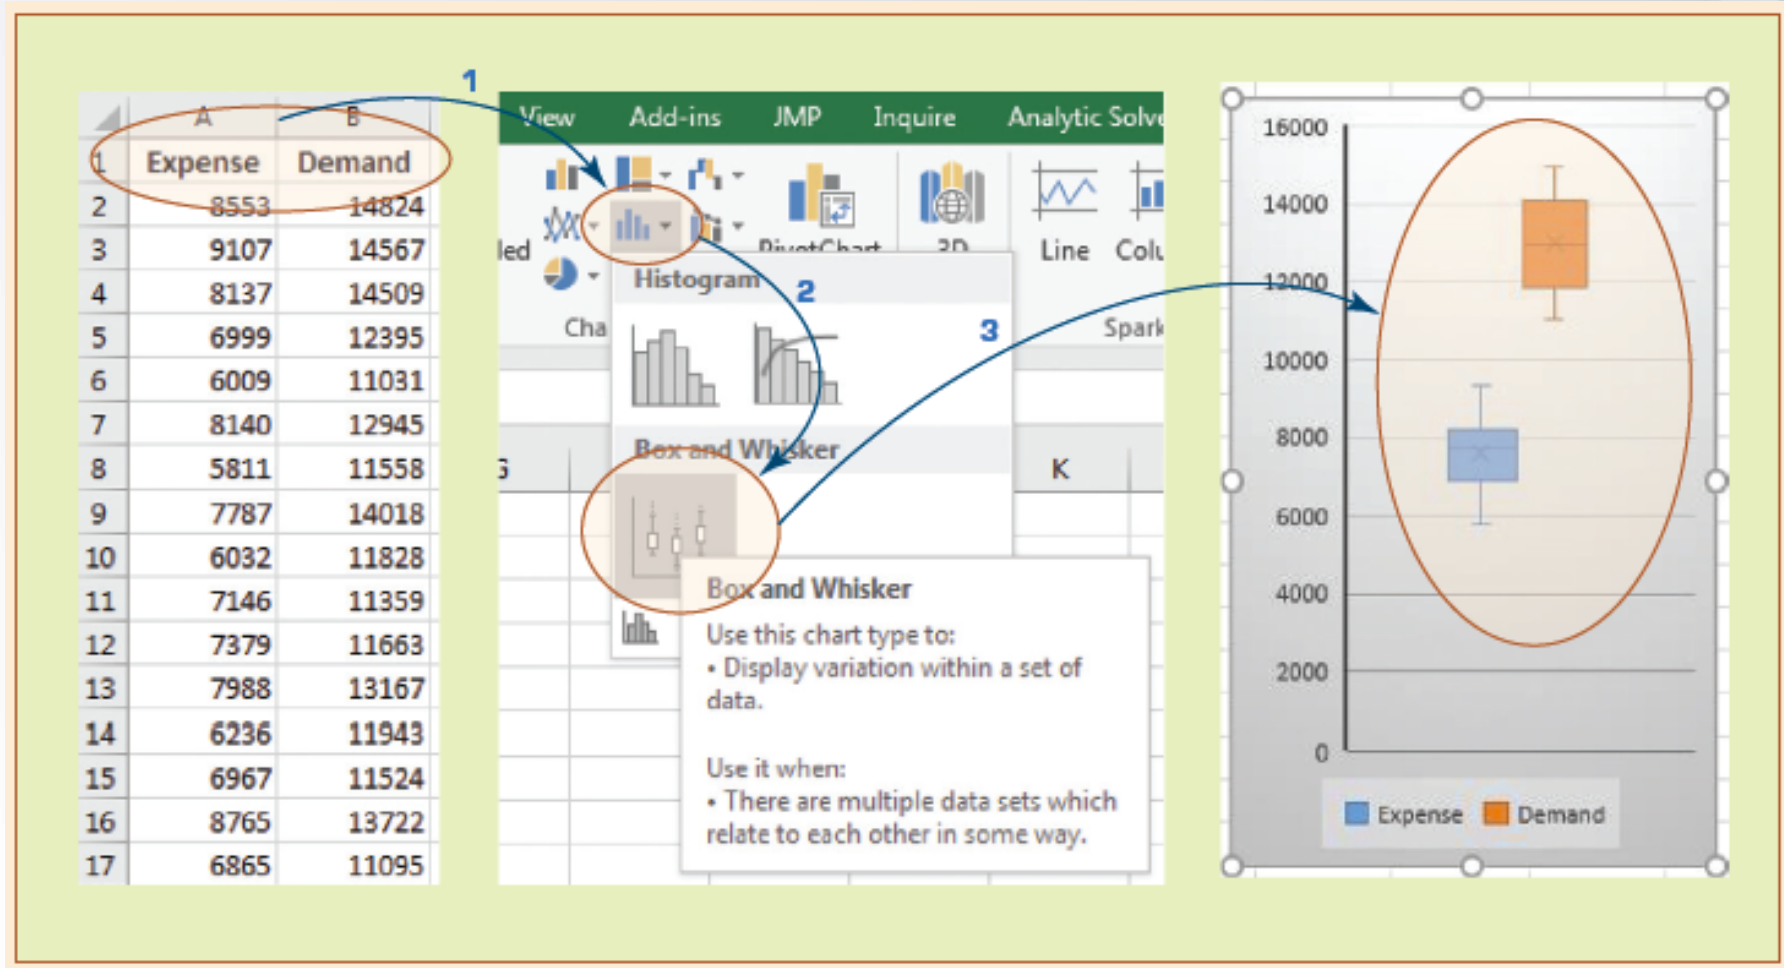 1
A B
1 Expense Demand
2 8553 14824
3 9107 14567
4 8137 14509
5 6999 12395
6 6009 11031
7 8140 12945
8 5811 11558
9 7787 14018
10 6032 11828
11 7146 11359
12 7379 11663
13 7988 13167
14 6236 11943
15 6967 11524
16 8765 13722
17 6865 11095
View Add-ins JMP Inquire Analytic Solve
led PivotChart 3D Line Colu
Histogram
2
Cha 3 Spark
Box and Whisker
K
Box and Whisker
Use this chart type to:
• Display variation within a set of
data.
Use it when:
• There are multiple data sets which
relate to each other in some way.
16000
14000
12000
10000
8000
6000
4000
2000
0
Expense Demand